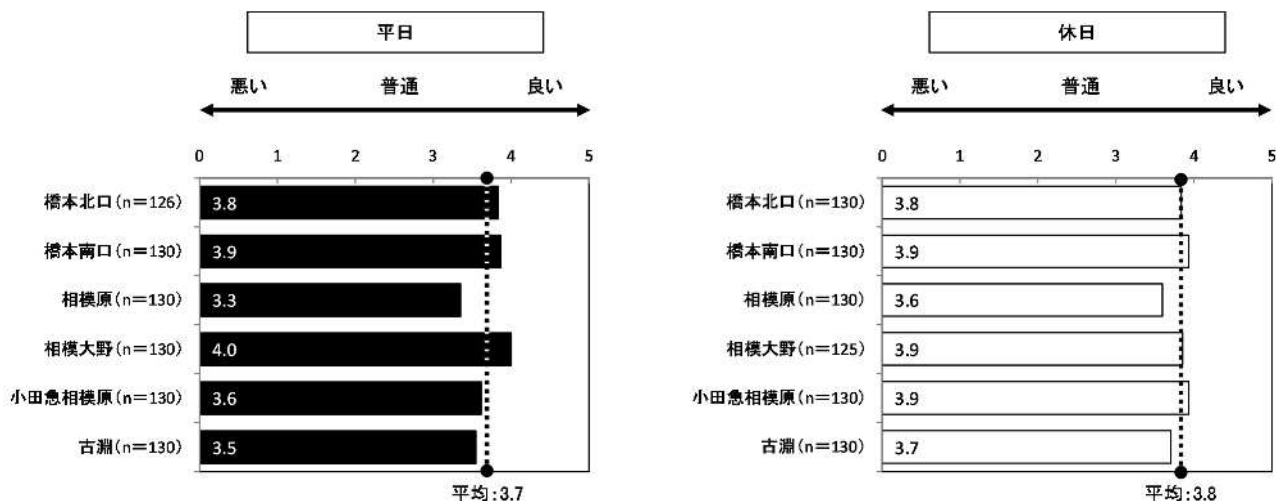 平日
悪い 普通 良い
0 1 2 3 4 5
橋本北口(n=126) 3.8
橋本南口(n=130) 3.9
相模原(n=130) 3.3
相模大野(n=130) 4.0
小田急相模原(n=130) 3.6
古淵(n=130) 3.5
平均:3.7
休日
悪い 普通 良い
0 1 2 3 4 5
橋本北口(n=130) 3.8
橋本南口(n=130) 3.9
相模原(n=130) 3.6
相模大野(n=125) 3.9
小田急相模原(n=130) 3.9
古淵(n=130) 3.7
平均:3.8